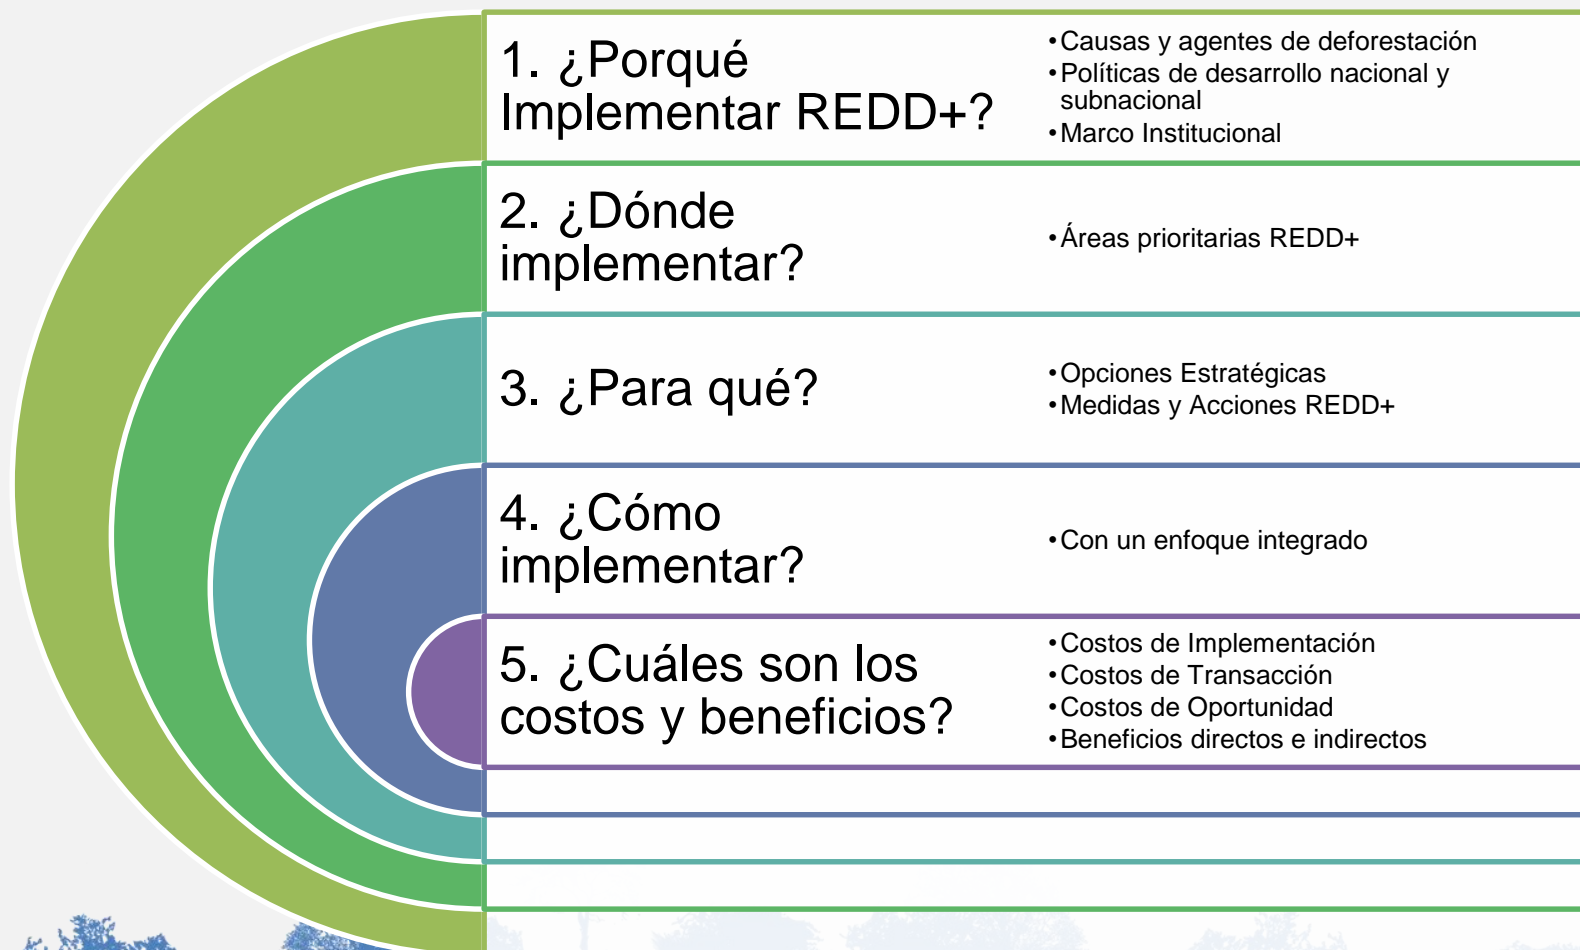 1. ¿Porqué
Implementar REDD+?
•Causas y agentes de deforestación
•Políticas de desarrollo nacional y
subnacional
•Marco Institucional
2. ¿Dónde
implementar?
•Áreas prioritarias REDD+
3. ¿Para qué?
•Opciones Estratégicas
•Medidas y Acciones REDD+
4. ¿Cómo
implementar?
•Con un enfoque integrado
5. ¿Cuáles son los
costos y beneficios?
•Costos de Implementación
•Costos de Transacción
•Costos de Oportunidad
•Beneficios directos e indirectos